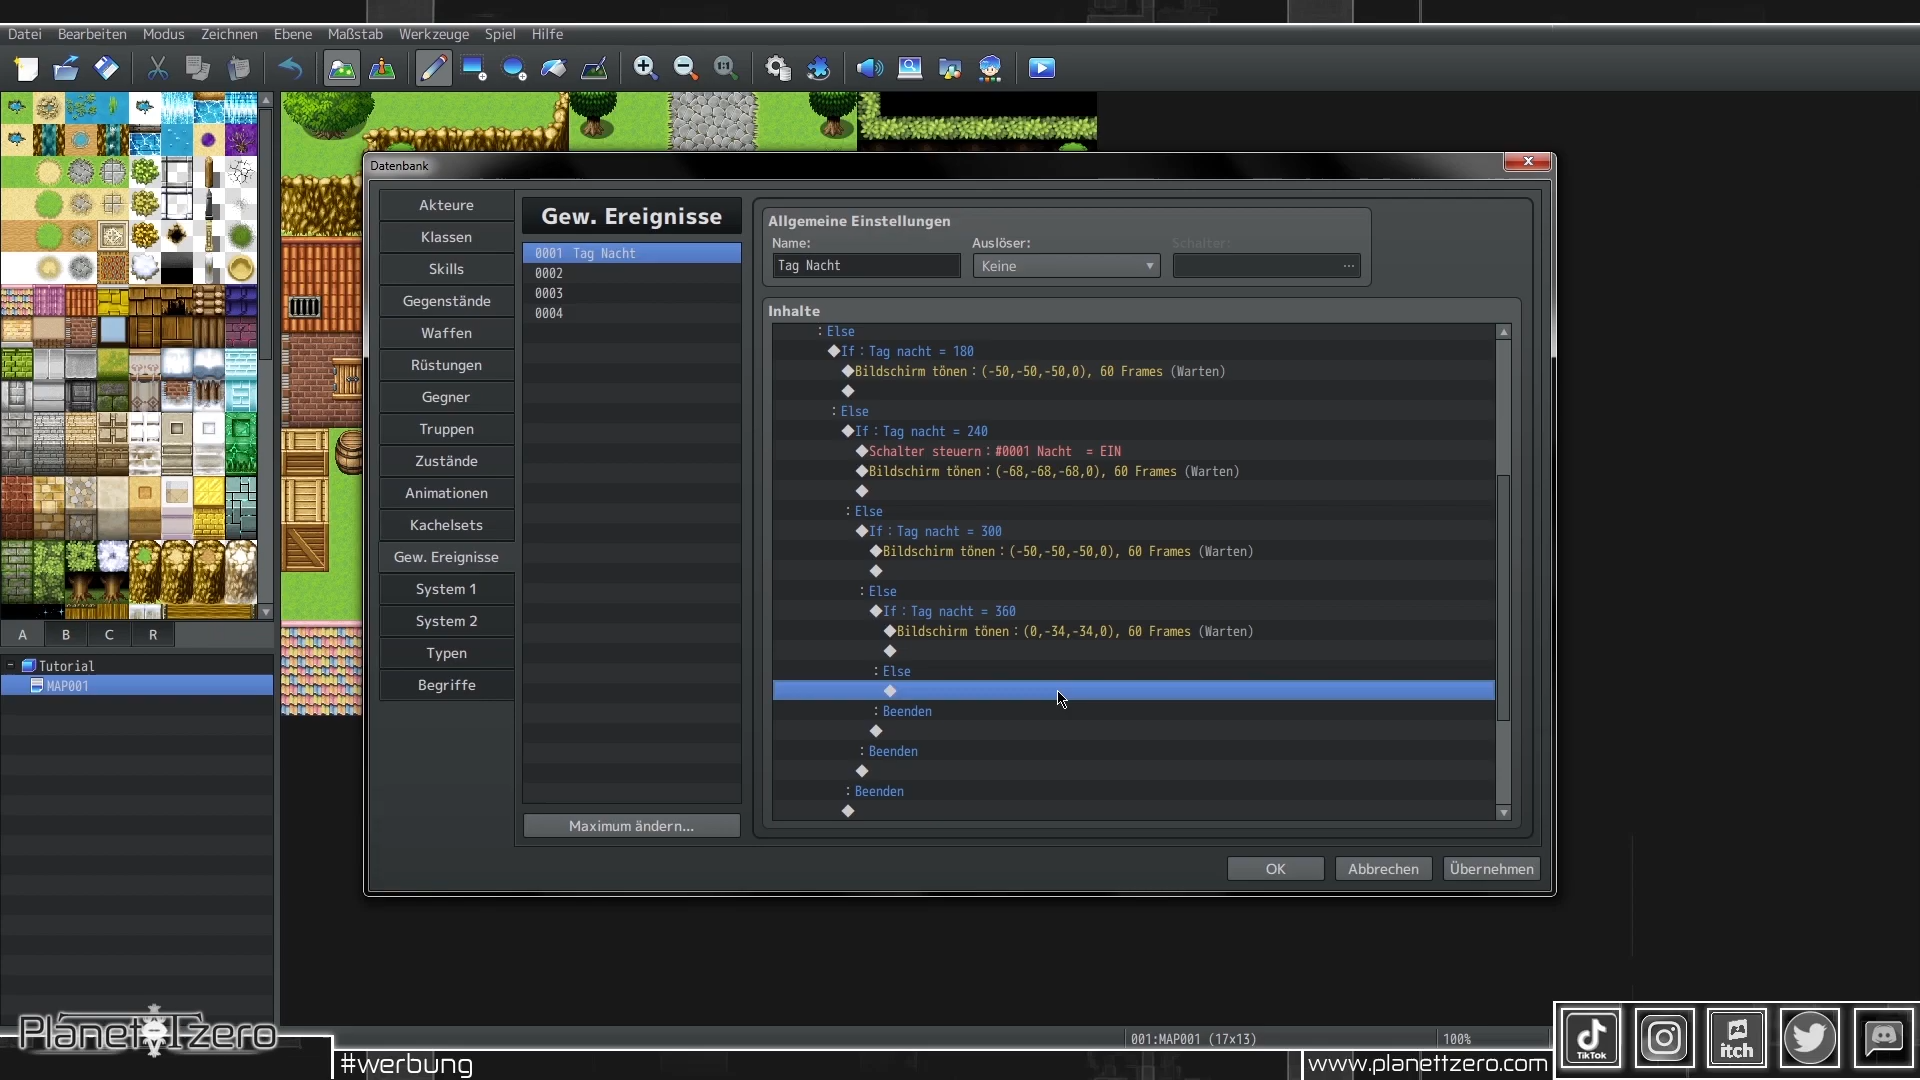 Datei Bearbeiten Modus Zeichnen Ebene Maßstab Werkzeuge Spiel Hilfe
1:1
Datenbank
X
Akteure
Klassen
Skills
Gegenstände
Waffen
Rüstungen
Gegner
Truppen
Zustände
Animationen
Kachelsets
Gew. Ereignisse
System 1
System 2
Typen
Begriffe
Gew. Ereignisse
0001 Tag Nacht
0002
0003
0004
Maximum ändern...
Allgemeine Einstellungen
Name: Auslöser: Schalter:
Tag Nacht Keine ...
Inhalte
: Else
◆If：Tag nacht = 180
◆Bildschirm tönen：(-50,-50,-50,0), 60 Frames (Warten)
◆
: Else
◆If：Tag nacht = 240
◆Schalter steuern：#0001 Nacht = EIN
◆Bildschirm tönen：(-68,-68,-68,0), 60 Frames (Warten)
◆
: Else
◆If：Tag nacht = 300
◆Bildschirm tönen：(-50,-50,-50,0), 60 Frames (Warten)
◆
: Else
◆If：Tag nacht = 360
◆Bildschirm tönen：(0,-34,-34,0), 60 Frames (Warten)
◆
: Else
◆
: Beenden
◆
: Beenden
◆
: Beenden
◆
OK Abbrechen Übernehmen
A B C R
Tutorial
MAP001
001:MAP001 (17×13) 100%
PlanetTzero
#werbung
www.planettzero.com
TikTok
itch